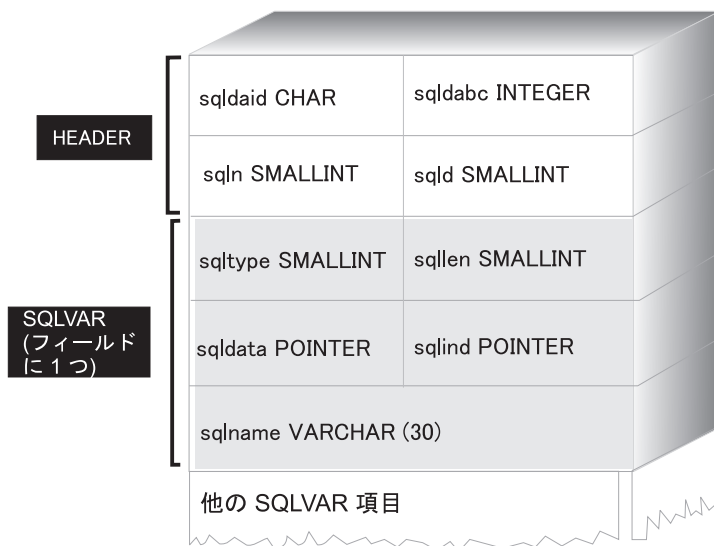 HEADER
sqldaid CHAR
sqldabc INTEGER
sqln SMALLINT
sqld SMALLINT
SQLVAR
(フィールド
に 1 つ)
sqltype SMALLINT
sqllen SMALLINT
sqldata POINTER
sqlind POINTER
sqlname VARCHAR (30)
他の SQLVAR 項目